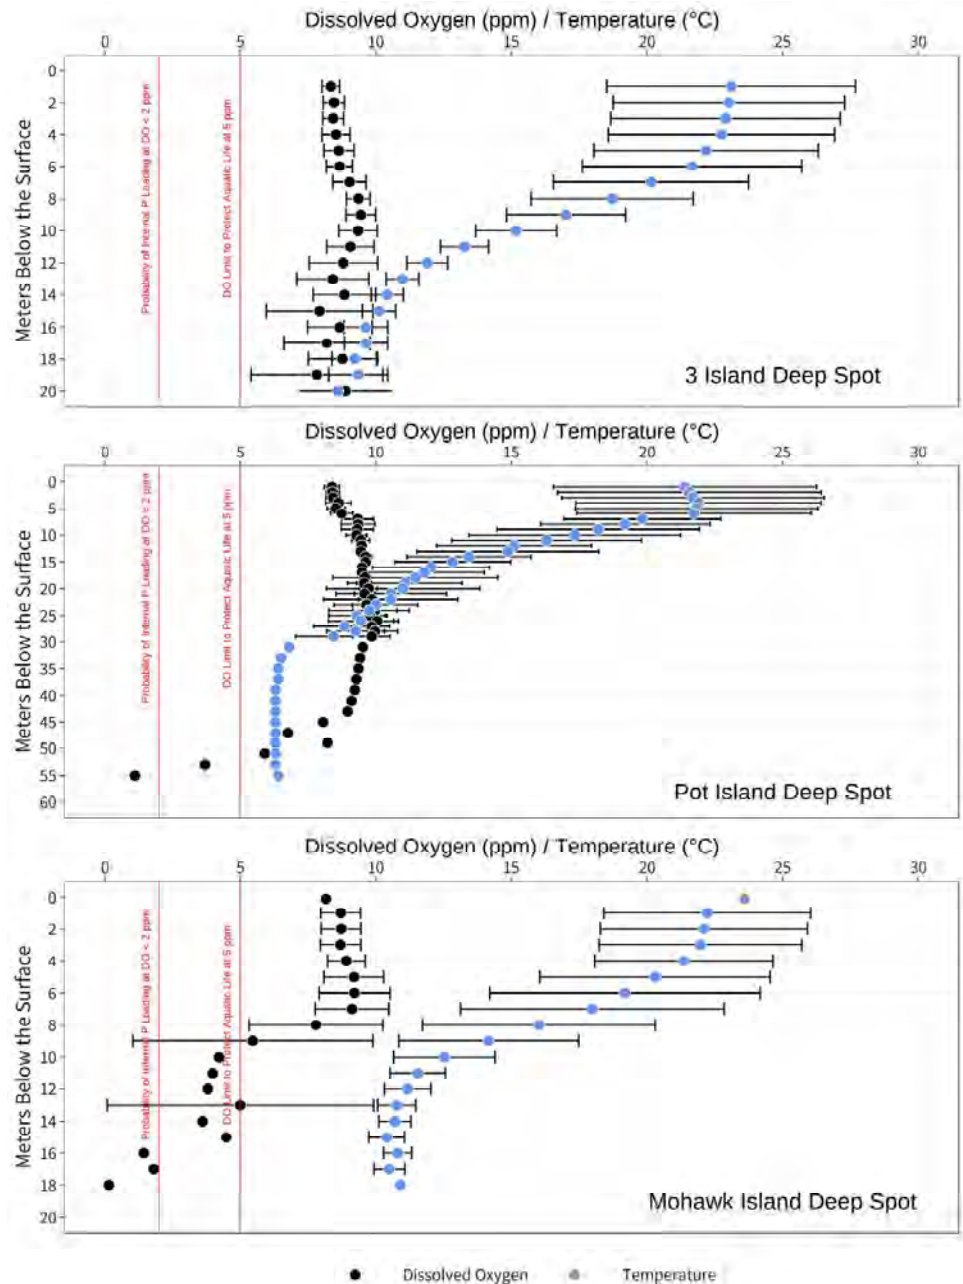 Dissolved Oxygen (ppm) / Temperature (°C)
0 5 10 15 20 25 30
Meters Below the Surface
0
2
4
6
8
10
12
14
16
18
20
Probability of Internal P Loading at DO < 2 ppm
DO Limit to Protect Aquatic Life at 5 ppm
3 Island Deep Spot
Dissolved Oxygen (ppm) / Temperature (°C)
0 5 10 15 20 25 30
Meters Below the Surface
0
5
10
15
20
25
30
35
40
45
50
55
60
Probability of Internal P Loading at DO < 2 ppm
DO Limit to Protect Aquatic Life at 5 ppm
Pot Island Deep Spot
Dissolved Oxygen (ppm) / Temperature (°C)
0 5 10 15 20 25 30
Meters Below the Surface
0
2
4
6
8
10
12
14
16
18
20
Probability of Internal P Loading at DO < 2 ppm
DO Limit to Protect Aquatic Life at 5 ppm
Mohawk Island Deep Spot
Dissolved Oxygen Temperature